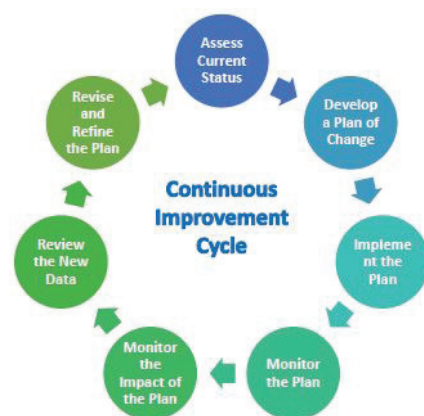 Assess
Current
Status
Develop
a Plan of
Change
Impleme
nt the
Plan
Monitor
the Plan
Monitor
the
Impact of
the Plan
Review
the New
Data
Revise
and
Refine
the Plan
Continuous
Improvement
Cycle